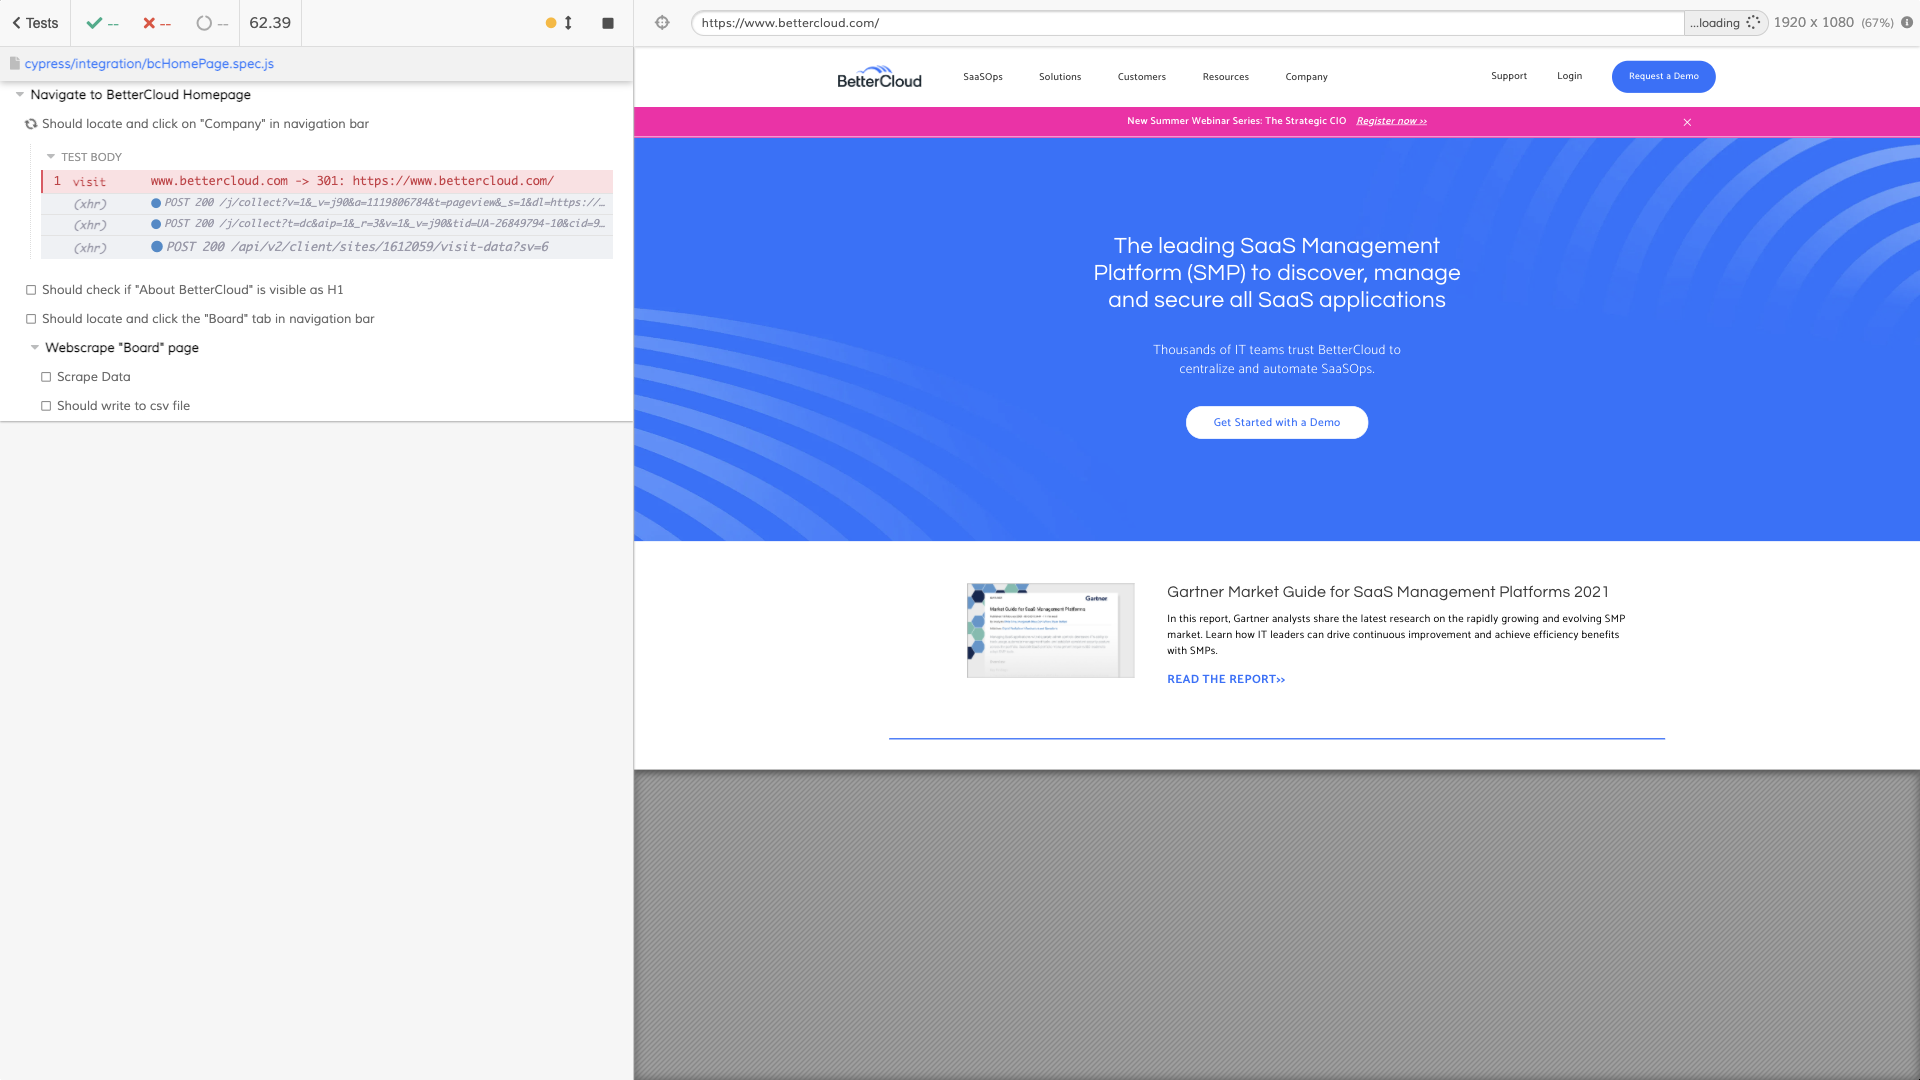 Tests
--
--
--
62.39
https://www.bettercloud.com/
...loading
1920 x 1080 (67%)
cypress/integration/bcHomePage.spec.js
Navigate to BetterCloud Homepage
Should locate and click on "Company" in navigation bar
TEST BODY
1 visit www.bettercloud.com -> 301: https://www.bettercloud.com/
(xhr) POST 200 /j/collect?v=1&_v=j90&a=1119806784&t=pageview&_s=1&dl=https://…
(xhr) POST 200 /j/collect?t=dc&aip=1&_r=3&v=1&_v=j90&tid=UA-26849794-10&cid=9…
(xhr) POST 200 /api/v2/client/sites/1612059/visit-data?sv=6
Should check if "About BetterCloud" is visible as H1
Should locate and click the "Board" tab in navigation bar
Webscrape "Board" page
Scrape Data
Should write to csv file
BetterCloud
SaaSOps
Solutions
Customers
Resources
Company
Support
Login
Request a Demo
New Summer Webinar Series: The Strategic CIO Register now >>
The leading SaaS Management
Platform (SMP) to discover, manage
and secure all SaaS applications
Thousands of IT teams trust BetterCloud to
centralize and automate SaaSOps.
Get Started with a Demo
Gartner
Market Guide for SaaS Management Platforms
Gartner Market Guide for SaaS Management Platforms 2021
In this report, Gartner analysts share the latest research on the rapidly growing and evolving SMP
market. Learn how IT leaders can drive continuous improvement and achieve efficiency benefits
with SMPs.
READ THE REPORT>>